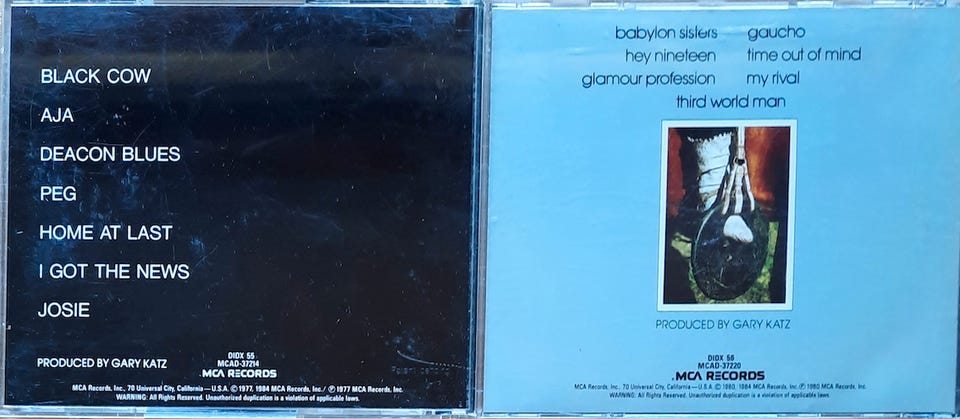 BLACK COW
AJA
DEACON BLUES
PEG
HOME AT LAST
I GOT THE NEWS
JOSIE
PRODUCED BY GARY KATZ
DIDX 55
MCAD-37214
MCA RECORDS
MCA Records, Inc., 70 Universal City, California — U.S.A. Ⓒ 1977, 1984 MCA Records, Inc./ Ⓟ 1977 MCA Records, Inc.
WARNING: All Rights Reserved. Unauthorized duplication is a violation of applicable laws.
Patent pending
babylon sisters gaucho
hey nineteen time out of mind
glamour profession my rival
third world man
PRODUCED BY GARY KATZ
DIDX 56
MCAD-37220
MCA RECORDS
MCA Records, Inc., 70 Universal City, California — U.S.A. Ⓒ 1980, 1984 MCA Records, Inc./Ⓟ 1980 MCA Records, Inc.
WARNING: All Rights Reserved. Unauthorized duplication is a violation of applicable laws.